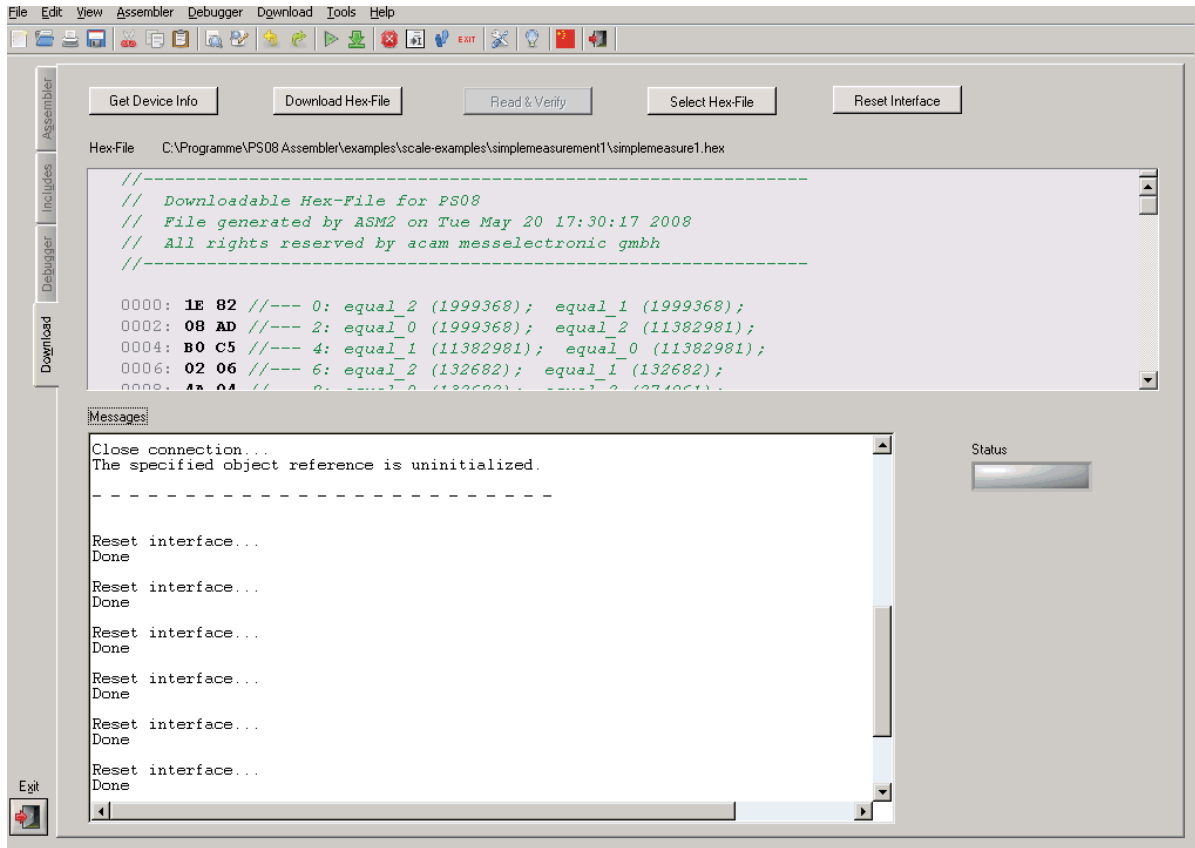 File Edit View Assembler Debugger Download Tools Help
EXIT
Assembler
Includes
Debugger
Download
Get Device Info Download Hex-File Read & Verify Select Hex-File Reset Interface
Hex-File C:\Programme\PS08 Assembler\examples\scale-examples\simplemeasurement1\simplemeasure1.hex
//----------------------------------------------------------------
// Downloadable Hex-File for PS08
// File generated by ASM2 on Tue May 20 17:30:17 2008
// All rights reserved by acam messelectronic gmbh
//----------------------------------------------------------------
0000: 1E 82 //--- 0: equal_2 (1999368); equal_1 (1999368);
0002: 08 AD //--- 2: equal_0 (1999368); equal_2 (11382981);
0004: B0 C5 //--- 4: equal_1 (11382981); equal_0 (11382981);
0006: 02 06 //--- 6: equal_2 (132682); equal_1 (132682);
Messages
Close connection...
The specified object reference is uninitialized.
- - - - - - - - - - - - - - - - - - - - - - - - -
Reset interface...
Done
Reset interface...
Done
Reset interface...
Done
Reset interface...
Done
Reset interface...
Done
Reset interface...
Done
Status
Exit